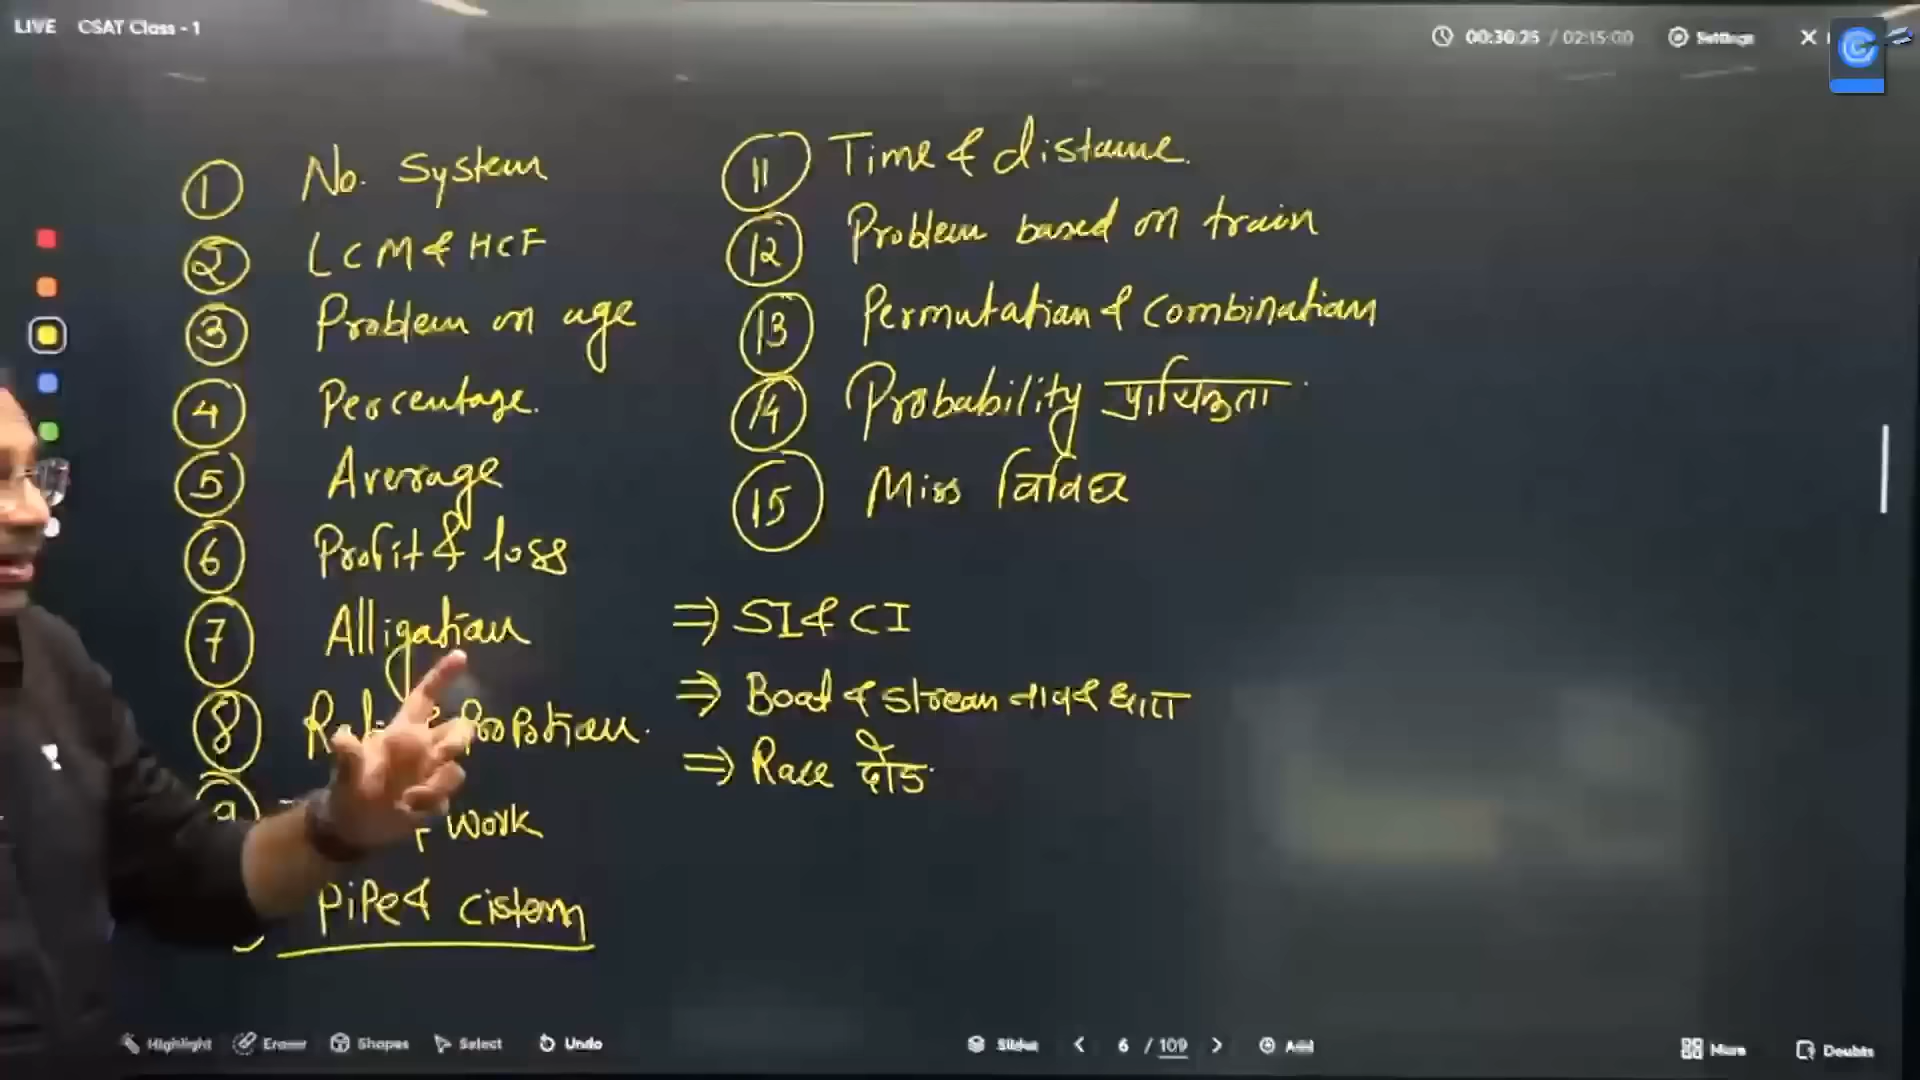 LIVE CSAT Class - 1
00:30:25 / 02:15:00 Settings
1 No. System
2 LCM & HCF
3 Problem on age
4 Percentage.
5 Average
6 Profit & loss
7 Alligation
8
9 Work
Pipe & cistern
11 Time & distance.
12 Problem based on train
13 Permutation & combination
14 Probability प्रायिकता
15 Miss विविध
⇒ SI & CI
⇒ Boat & stream नाव व धारा
⇒ Race दौड़
Highlight Eraser Shapes Select Undo
Slides < 6 / 109 > Add
More Doubts